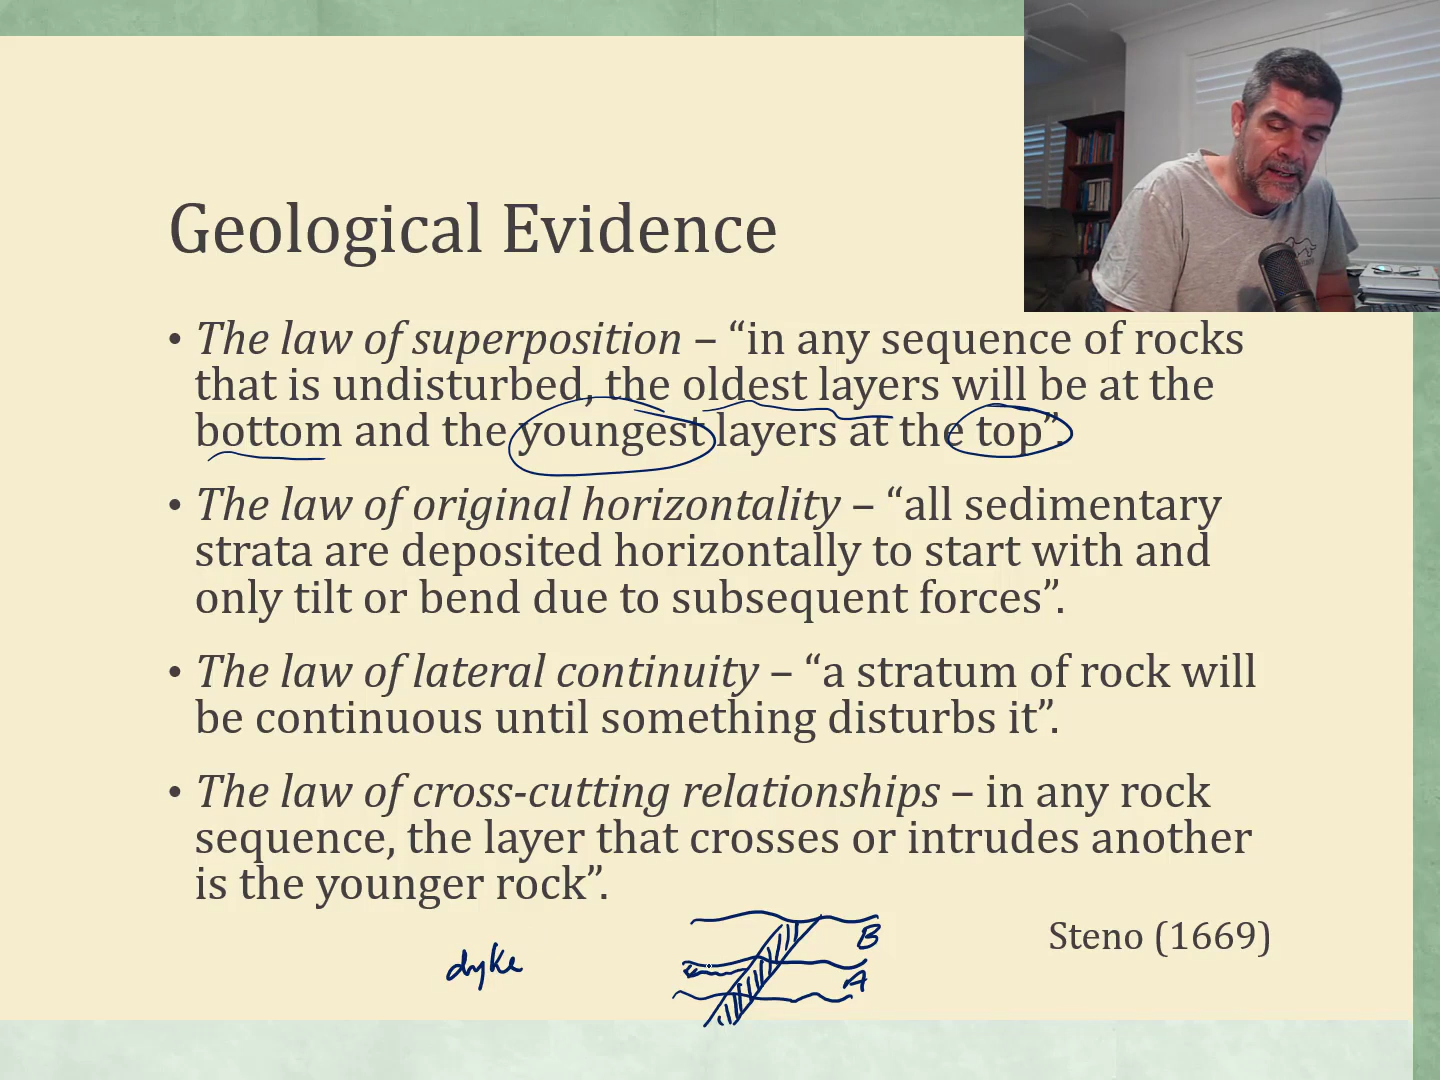 Geological Evidence
• The law of superposition – “in any sequence of rocks
that is undisturbed, the oldest layers will be at the
bottom and the youngest layers at the top”.
• The law of original horizontality – “all sedimentary
strata are deposited horizontally to start with and
only tilt or bend due to subsequent forces”.
• The law of lateral continuity – “a stratum of rock will
be continuous until something disturbs it”.
• The law of cross-cutting relationships – in any rock
sequence, the layer that crosses or intrudes another
is the younger rock”.
Steno (1669)
dyke
B
A